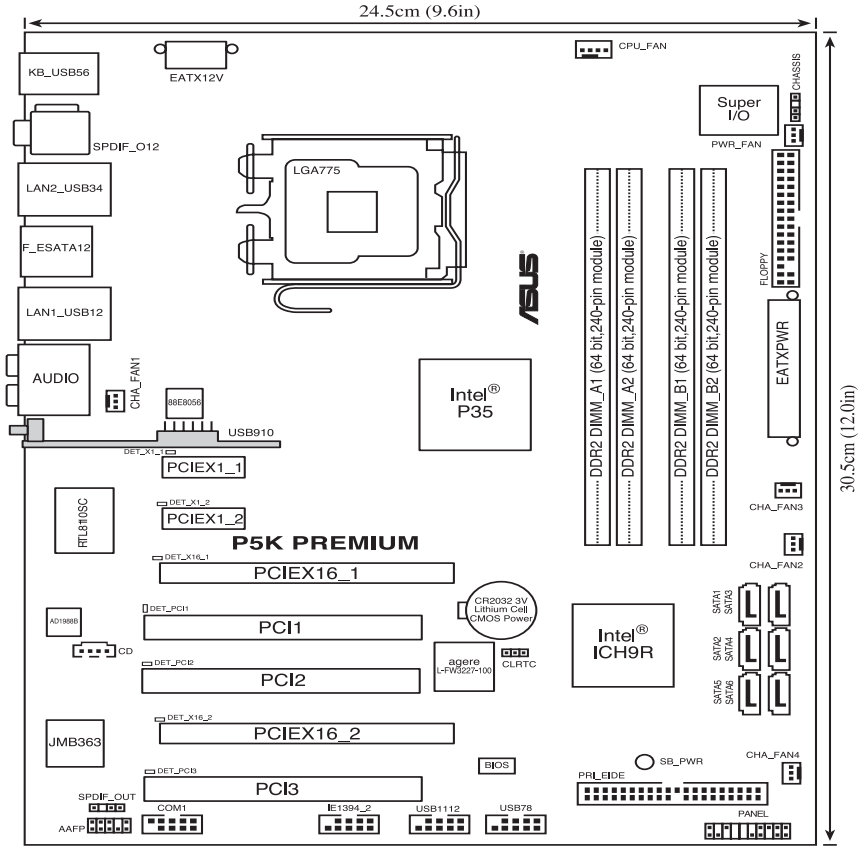 24.5cm (9.6in)
KB_USB56
EATX12V
CPU_FAN
CHASSIS
Super
I/O
PWR_FAN
SPDIF_O12
LGA775
LAN2_USB34
F_ESATA12
LAN1_USB12
AUDIO
CHA_FAN1
88E8056
USB910
ASUS
Intel®
P35
DDR2 DIMM_A1 (64 bit,240-pin module)
DDR2 DIMM_A2 (64 bit,240-pin module)
DDR2 DIMM_B1 (64 bit,240-pin module)
DDR2 DIMM_B2 (64 bit,240-pin module)
FLOPPY
EATXPWR
30.5cm (12.0in)
DET_X1_1
PCIEX1_1
DET_X1_2
PCIEX1_2
RTL8110SC
P5K PREMIUM
CHA_FAN3
CHA_FAN2
DET_X16_1
PCIEX16_1
CR2032 3V
Lithium Cell
CMOS Power
DET_PCI1
PCI1
AD1988B
CD
Intel®
ICH9R
SATA1
SATA3
SATA2
SATA4
SATA5
SATA6
agere
L-FW3227-100
CLRTC
DET_PCI2
PCI2
DET_X16_2
PCIEX16_2
JMB363
BIOS
SB_PWR
CHA_FAN4
DET_PCI3
PCI3
PRI_EIDE
SPDIF_OUT
AAFP
COM1
IE1394_2
USB1112
USB78
PANEL